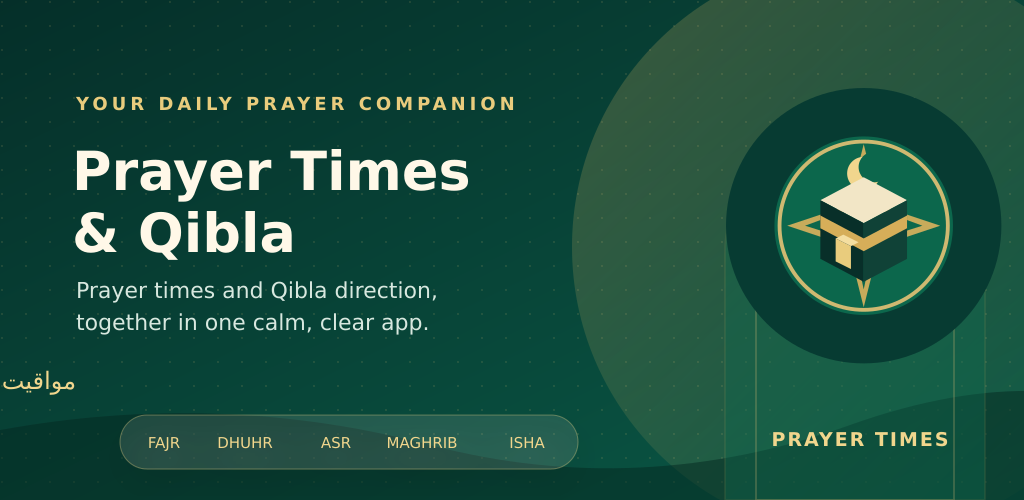 YOUR DAILY PRAYER COMPANION
Prayer Times
& Qibla
Prayer times and Qibla direction,
together in one calm, clear app.
مواقيت
FAJR DHUHR ASR MAGHRIB ISHA
PRAYER TIMES